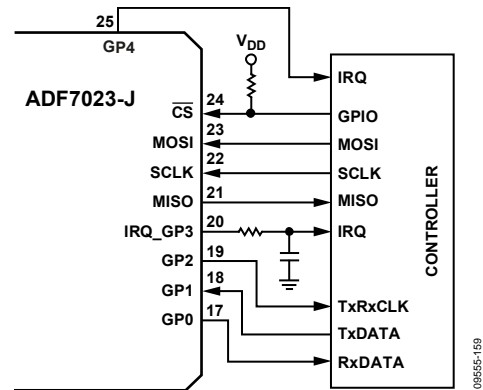 25
GP4
VDD
IRQ
ADF7023-J
CS 24 GPIO
MOSI 23 MOSI
SCLK 22 SCLK
MISO 21 MISO
IRQ_GP3 20 IRQ
GP2 19
GP1 18 TxRxCLK
GP0 17 TxDATA
RxDATA
CONTROLLER
09555-159